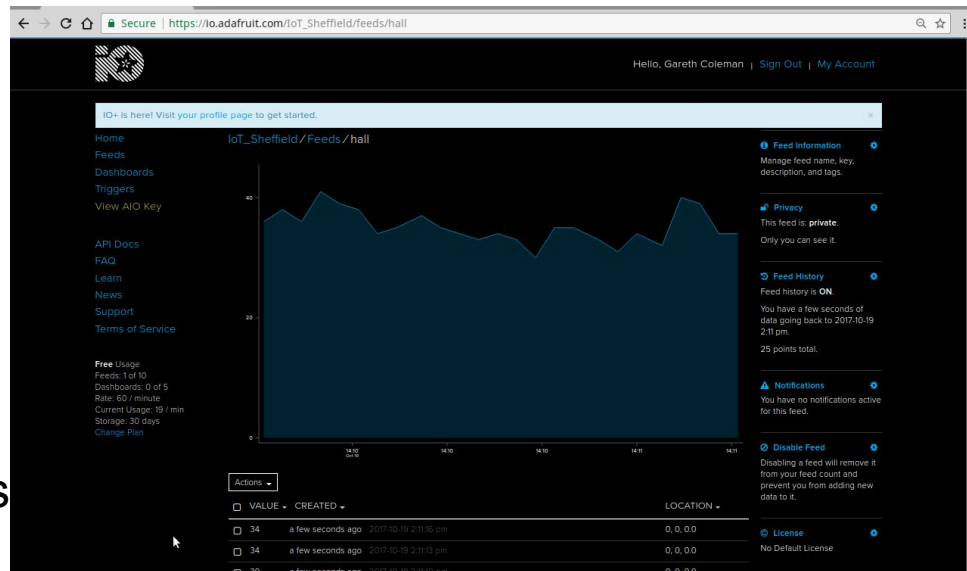 Secure | https://io.adafruit.com/IoT_Sheffield/feeds/hall
iO
Hello, Gareth Coleman | Sign Out | My Account
IO+ is here! Visit your profile page to get started. ×
Home
Feeds
Dashboards
Triggers
View AIO Key
API Docs
FAQ
Learn
News
Support
Terms of Service
Free Usage
Feeds: 1 of 10
Dashboards: 0 of 5
Rate: 60 / minute
Current Usage: 19 / min
Storage: 30 days
Change Plan
s
IoT_Sheffield / Feeds / hall
40
20
0
14:10 14:10 14:10 14:11 14:11
Actions
VALUE CREATED LOCATION
34 a few seconds ago 2017-10-19 2:11:16 pm 0, 0, 0.0
34 a few seconds ago 2017-10-19 2:11:13 pm 0, 0, 0.0
Feed Information
Manage feed name, key,
description, and tags.
Privacy
This feed is: private.
Only you can see it.
Feed History
Feed history is ON.
You have a few seconds of
data going back to 2017-10-19
2:11 pm.
25 points total.
Notifications
You have no notifications active
for this feed.
Disable Feed
Disabling a feed will remove it
from your feed count and
prevent you from adding new
data to it.
License
No Default License